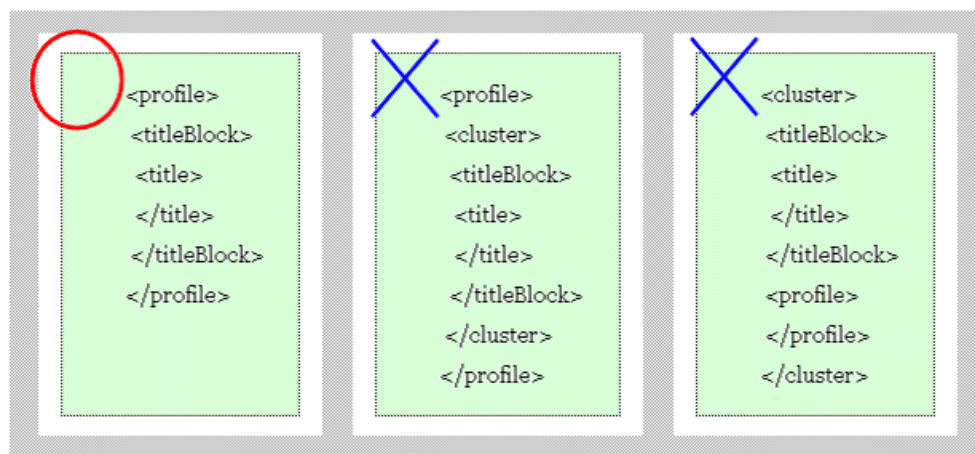 <profile>
<titleBlock>
<title>
</title>
</titleBlock>
</profile>
<profile>
<cluster>
<titleBlock>
<title>
</title>
</titleBlock>
</cluster>
</profile>
<cluster>
<titleBlock>
<title>
</title>
</titleBlock>
<profile>
</profile>
</cluster>